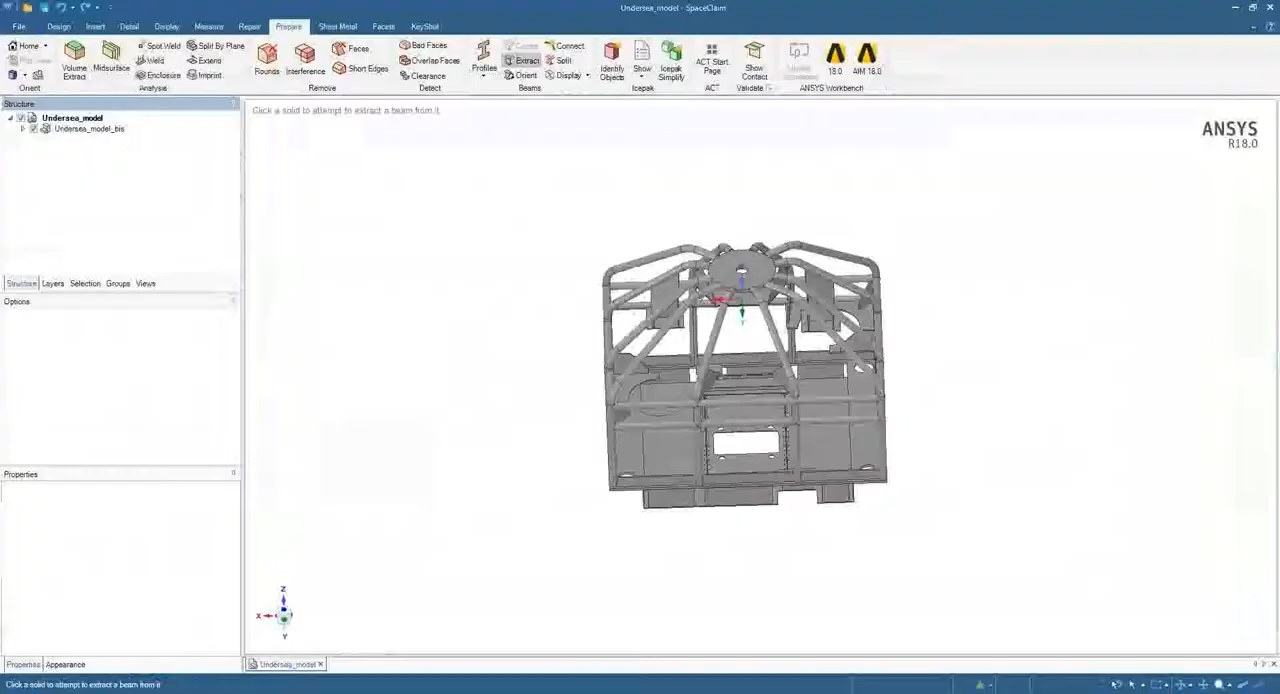 Undersea_model - SpaceClaim
File Design Insert Detail Display Measure Repair Prepare Sheet Metal Facets KeyShot
Home
Orient
Volume Extract
Midsurface
Spot Weld
Weld
Enclosure
Split By Plane
Extend
Imprint
Analysis
Rounds
Interference
Faces
Short Edges
Remove
Bad Faces
Overlap Faces
Clearance
Detect
Profiles
Extract
Orient
Connect
Split
Display
Beams
Identify Objects
Show
Icepak Simplify
Icepak
ACT Start Page
ACT
Show Contact
Validate
18.0
AIM 18.0
ANSYS Workbench
Structure
Undersea_model
Undersea_model_bis
Structure Layers Selection Groups Views
Options
Properties
Properties Appearance
Click a solid to attempt to extract a beam from it.
ANSYS
R18.0
Z
X
Y
Y
Undersea_model
Click a solid to attempt to extract a beam from it